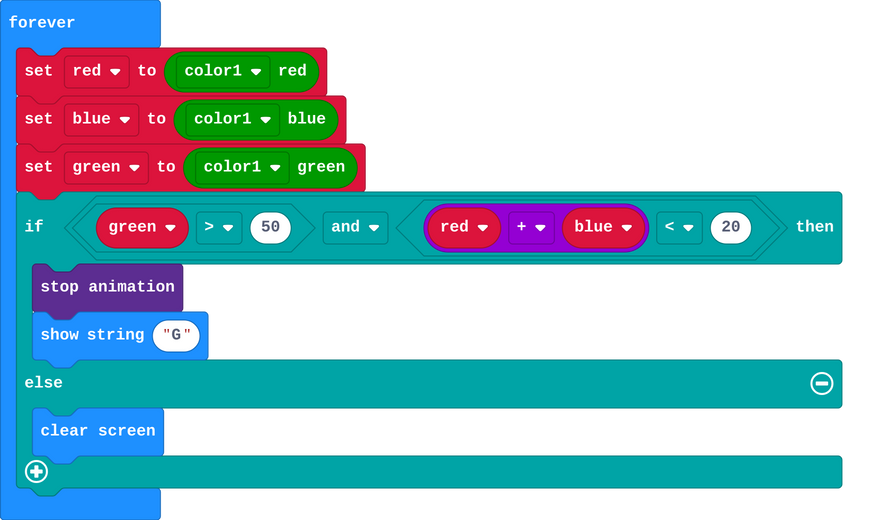 forever
set red to color1 red
set blue to color1 blue
set green to color1 green
if green > 50 and red + blue < 20 then
stop animation
show string "G"
else
clear screen